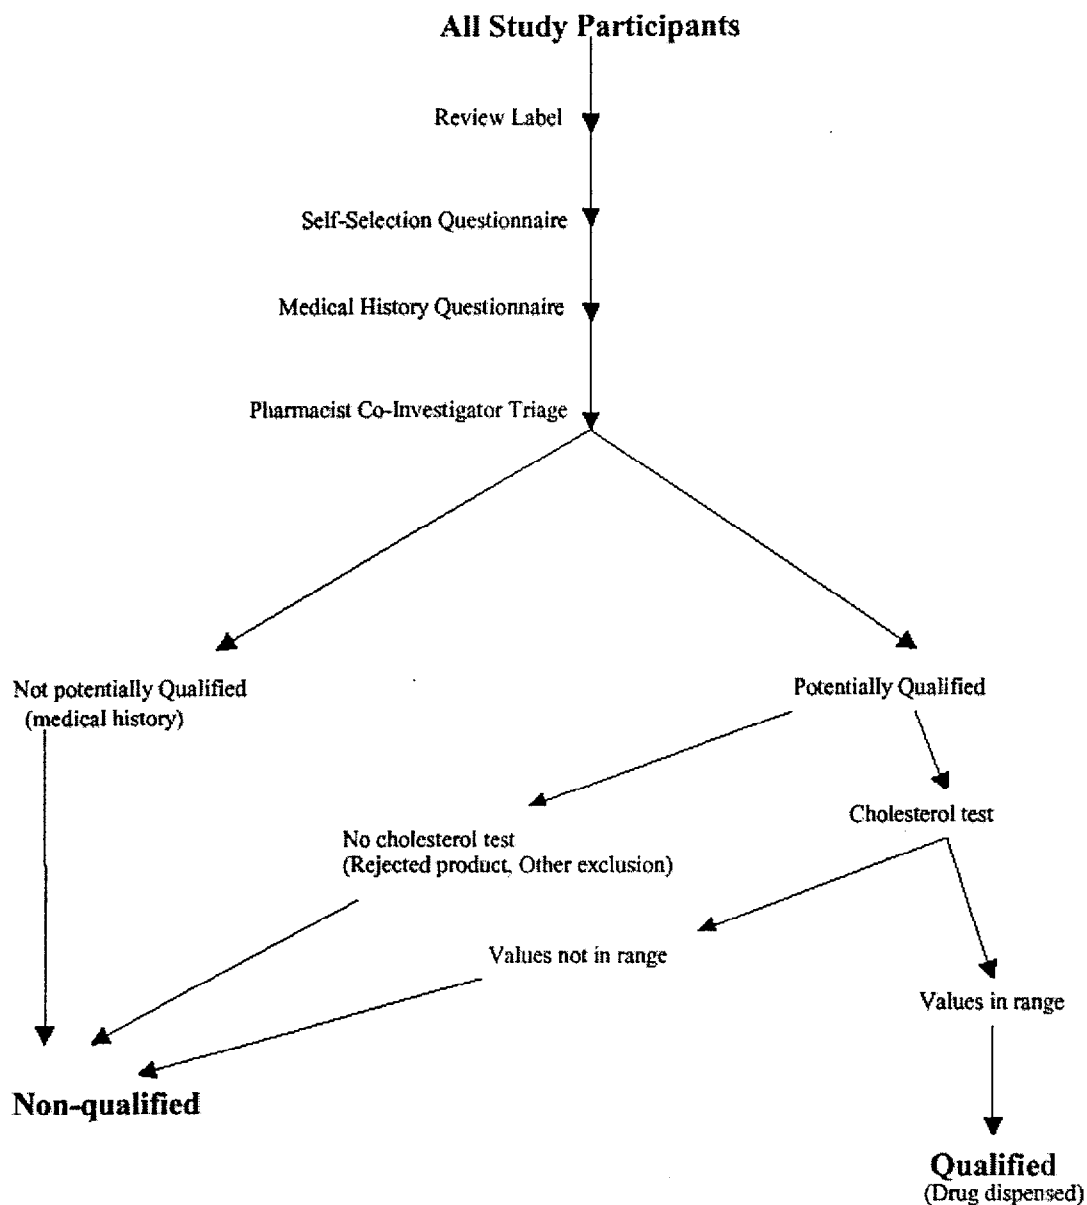 All Study Participants
Review Label
Self-Selection Questionnaire
Medical History Questionnaire
Pharmacist Co-Investigator Triage
Not potentially Qualified
(medical history)
Potentially Qualified
No cholesterol test
(Rejected product, Other exclusion)
Cholesterol test
Values not in range
Values in range
Non-qualified
Qualified
(Drug dispensed)